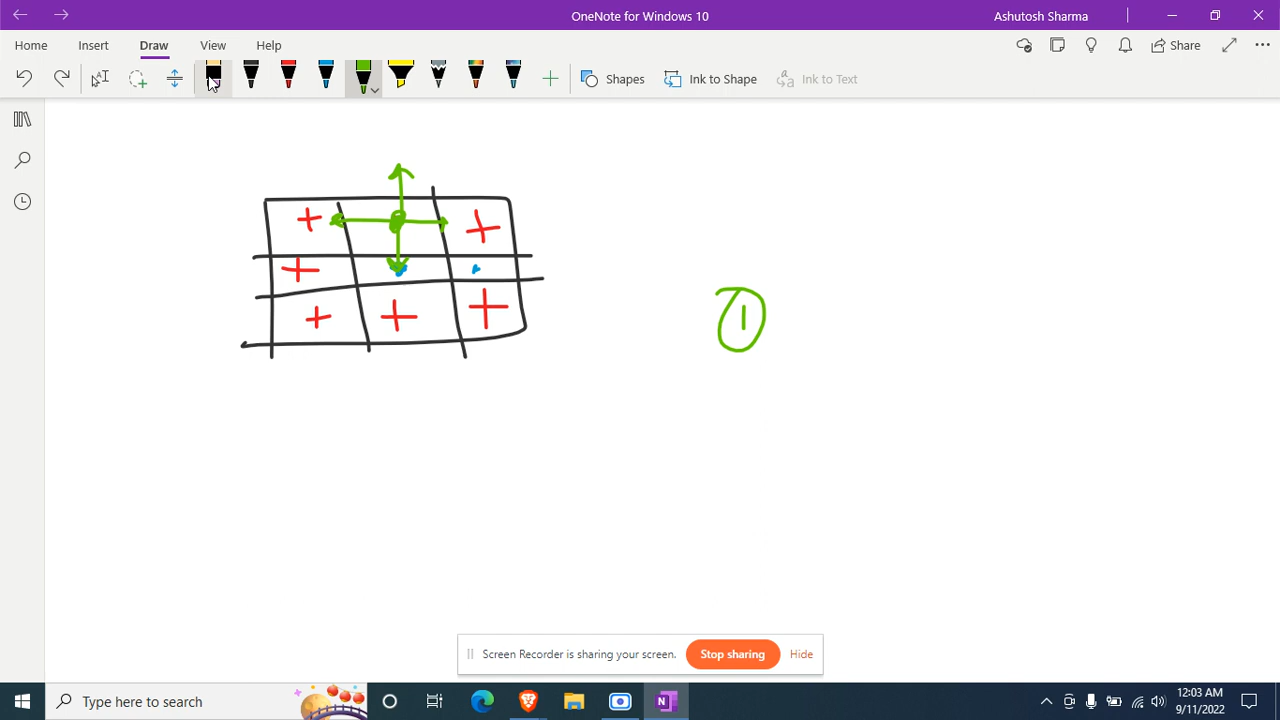 OneNote for Windows 10
Ashutosh Sharma
Home Insert Draw View Help
Share
Shapes Ink to Shape Ink to Text
+ +
+
+ + +
1
Screen Recorder is sharing your screen. Stop sharing Hide
Type here to search
12:03 AM
9/11/2022